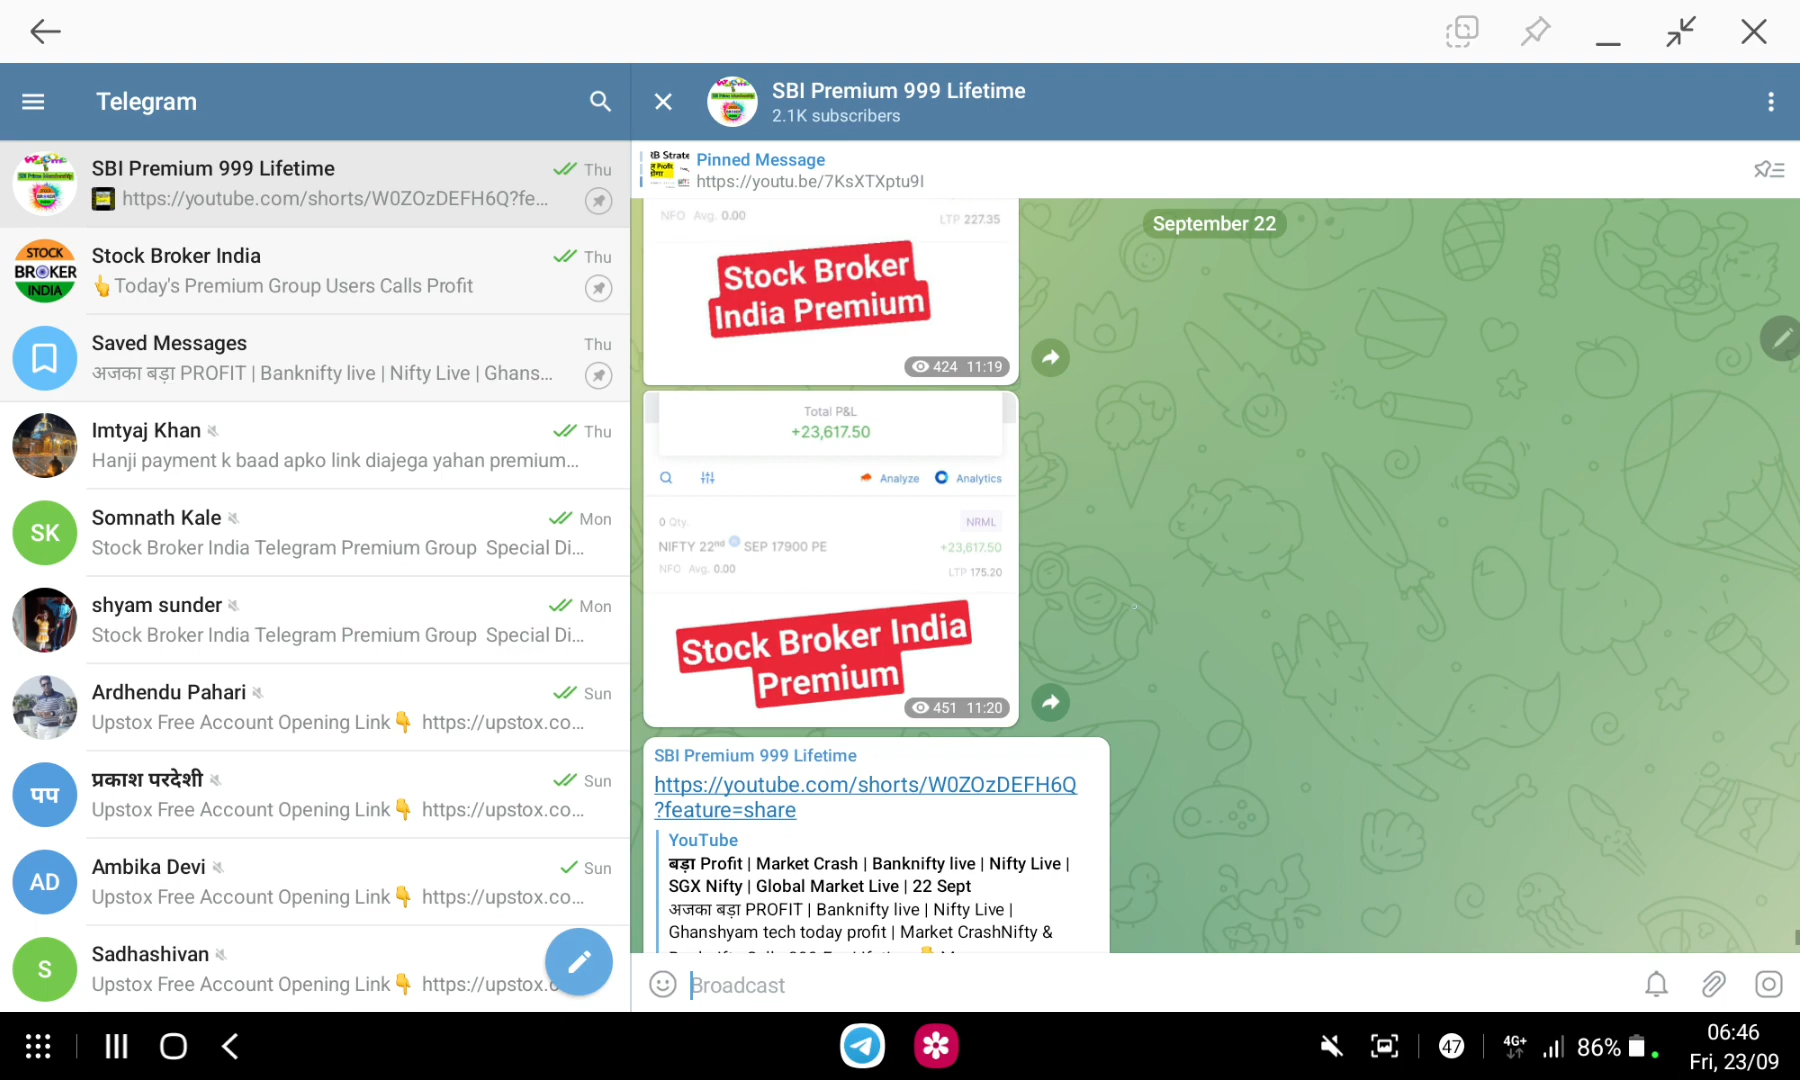 Telegram
SBI Premium 999 Lifetime
Thu
https://youtube.com/shorts/W0ZOzDEFH6Q?fe...
STOCK
BROKER
INDIA
Stock Broker India
Thu
👆Today's Premium Group Users Calls Profit
Saved Messages
Thu
अजका बड़ा PROFIT | Banknifty live | Nifty Live | Ghans...
Imtyaj Khan
Thu
Hanji payment k baad apko link diajega yahan premium...
SK
Somnath Kale
Mon
Stock Broker India Telegram Premium Group Special Di...
shyam sunder
Mon
Stock Broker India Telegram Premium Group Special Di...
Ardhendu Pahari
Sun
Upstox Free Account Opening Link👇 https://upstox.co...
पप
प्रकाश परदेशी
Sun
Upstox Free Account Opening Link👇 https://upstox.co...
AD
Ambika Devi
Sun
Upstox Free Account Opening Link👇 https://upstox.co...
S
Sadhashivan
Upstox Free Account Opening Link👇 https://upstox.c
SBI Premium 999 Lifetime
2.1K subscribers
Pinned Message
https://youtu.be/7KsXTXptu9I
September 22
NFO Avg. 0.00
LTP 227.35
Stock Broker
India Premium
424 11:19
Total P&L
+23,617.50
Analyze
Analytics
0 Qty.
NRML
NIFTY 22nd SEP 17900 PE
+23,617.50
NFO Avg. 0.00
LTP 175.20
Stock Broker India
Premium
451 11:20
SBI Premium 999 Lifetime
https://youtube.com/shorts/W0ZOzDEFH6Q
?feature=share
YouTube
बड़ा Profit | Market Crash | Banknifty live | Nifty Live |
SGX Nifty | Global Market Live | 22 Sept
अजका बड़ा PROFIT | Banknifty live | Nifty Live |
Ghanshyam tech today profit | Market CrashNifty &
Broadcast
47
4G+
86%
06:46
Fri, 23/09